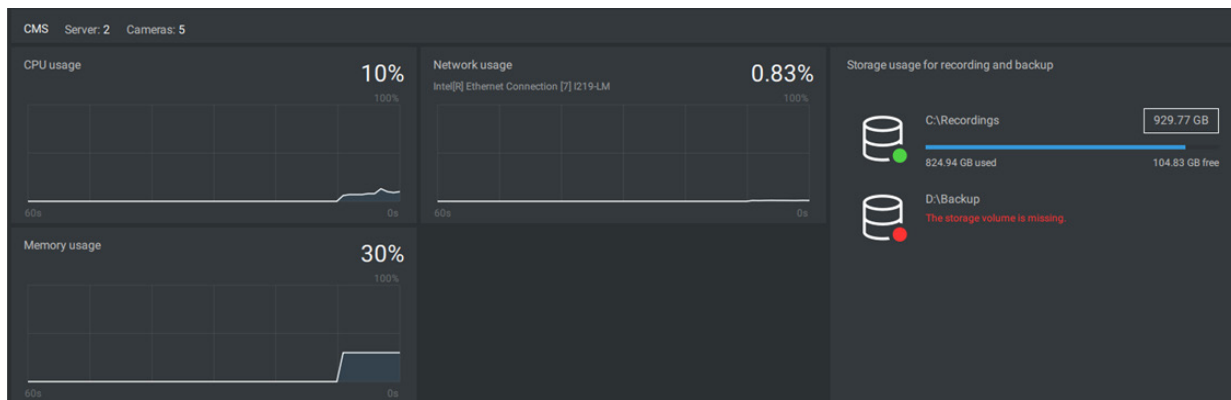 CMS Server: 2 Cameras: 5
CPU usage
10%
100%
60s 0s
Network usage
0.83%
Intel[R] Ethernet Connection [7] I219-LM
100%
60s 0s
Storage usage for recording and backup
C:\Recordings
929.77 GB
824.94 GB used
104.83 GB free
D:\Backup
The storage volume is missing.
Memory usage
30%
100%
60s 0s